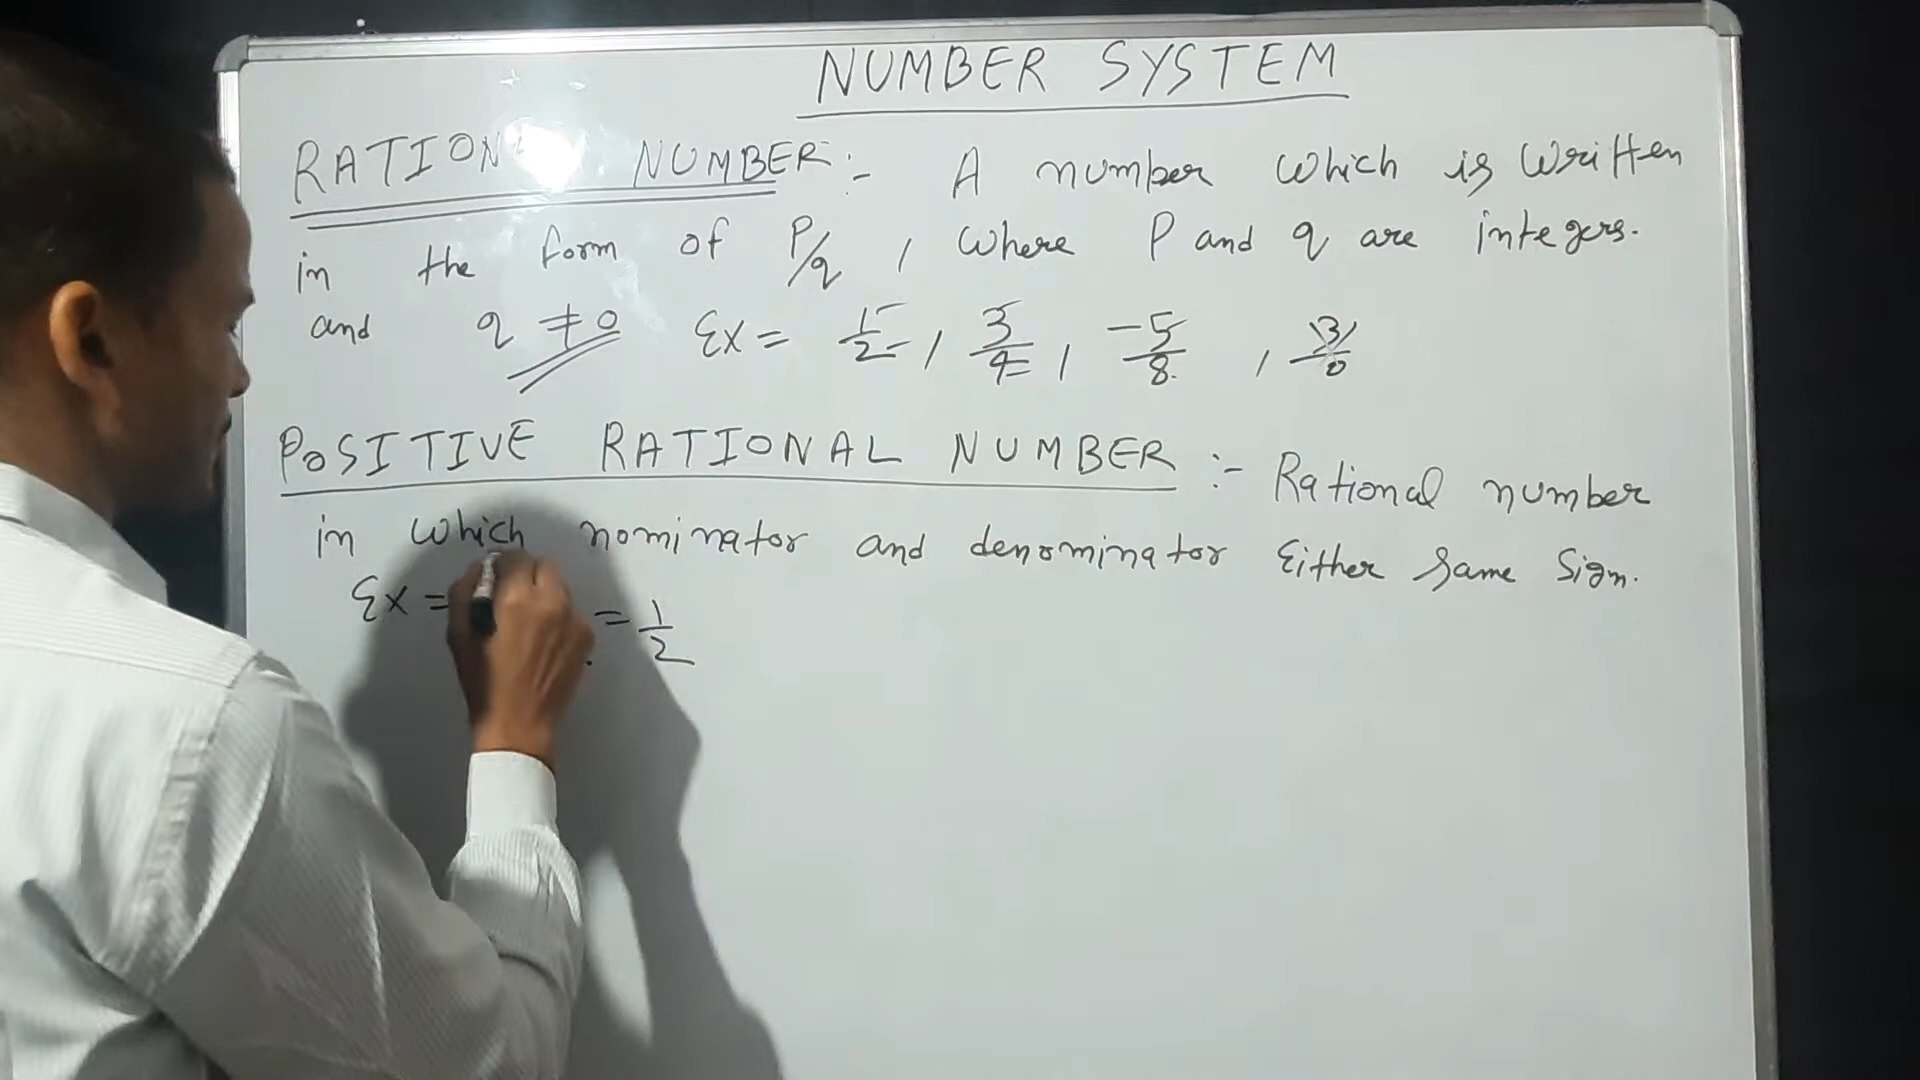 NUMBER SYSTEM
RATION NUMBER :- A number which is written
in the form of P/q , where P and q are integers.
and q ≠ 0 Ex = 1/2 , 3/4 , -5/8 , 3/0
POSITIVE RATIONAL NUMBER :- Rational number
in which nominator and denominator Either same Sign.
Ex = = 1/2